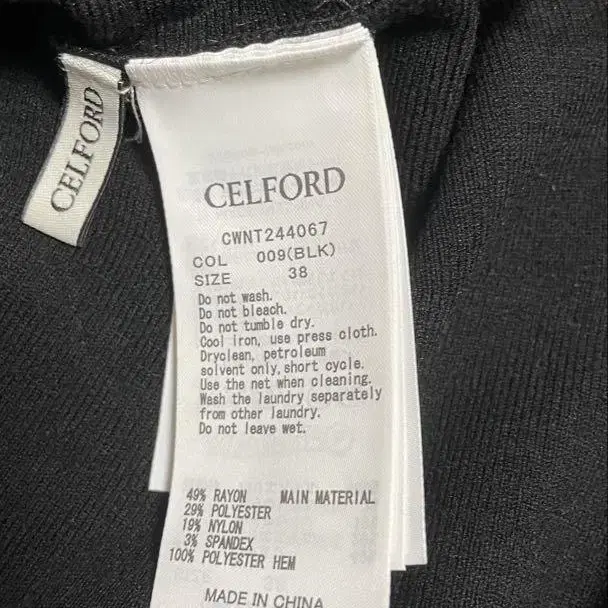 CELFORD
CELFORD
CWNT244067
COL 009(BLK)
SIZE 38
Do not wash.
Do not bleach.
Do not tumble dry.
Cool iron, use press cloth.
Dryclean, petroleum
solvent only, short cycle.
Use the net when cleaning.
Wash the laundry separately
from other laundry.
Do not leave wet.
49% RAYON MAIN MATERIAL
29% POLYESTER
19% NYLON
3% SPANDEX
100% POLYESTER HEM
MADE IN CHINA